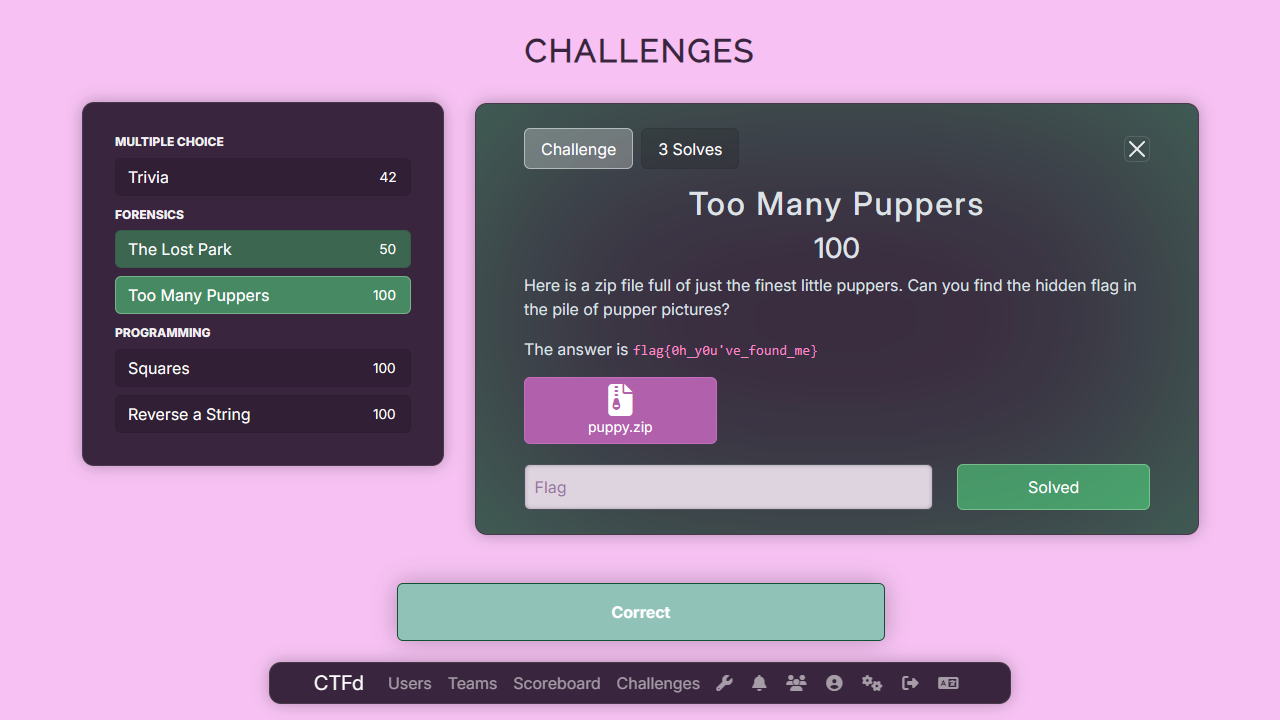 CHALLENGES
MULTIPLE CHOICE
Trivia 42
FORENSICS
The Lost Park 50
Too Many Puppers 100
PROGRAMMING
Squares 100
Reverse a String 100
Challenge 3 Solves
Too Many Puppers
100
Here is a zip file full of just the finest little puppers. Can you find the hidden flag in
the pile of pupper pictures?
The answer is flag{0h_y0u've_found_me}
puppy.zip
Flag Solved
Correct
CTFd Users Teams Scoreboard Challenges